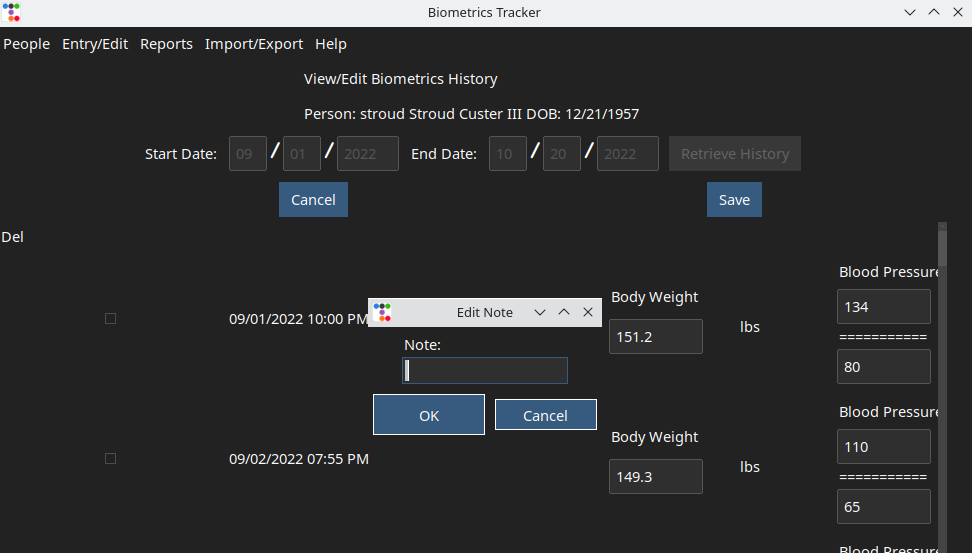 Biometrics Tracker
People Entry/Edit Reports Import/Export Help
View/Edit Biometrics History
Person: stroud Stroud Custer III DOB: 12/21/1957
Start Date: 09 / 01 / 2022 End Date: 10 / 20 / 2022 Retrieve History
Cancel Save
Del
Blood Pressure
Body Weight
09/01/2022 10:00 PM
151.2 lbs
134
===========
80
Edit Note
Note:
OK Cancel
Blood Pressure
Body Weight
09/02/2022 07:55 PM
149.3 lbs
110
===========
65
Blood Pressure